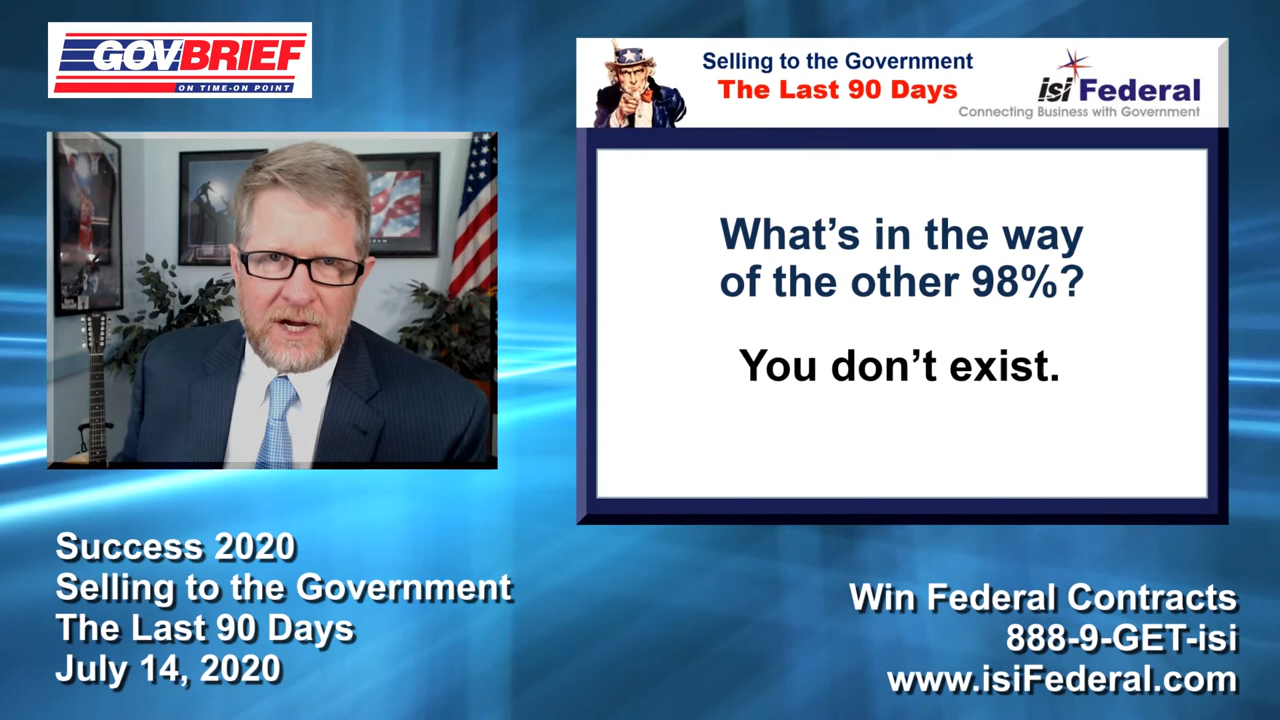 GOVBRIEF
ON TIME-ON POINT
Selling to the Government
The Last 90 Days
isi Federal
Connecting Business with Government
What's in the way
of the other 98%?
You don't exist.
Success 2020
Selling to the Government
The Last 90 Days
July 14, 2020
Win Federal Contracts
888-9-GET-isi
www.isiFederal.com